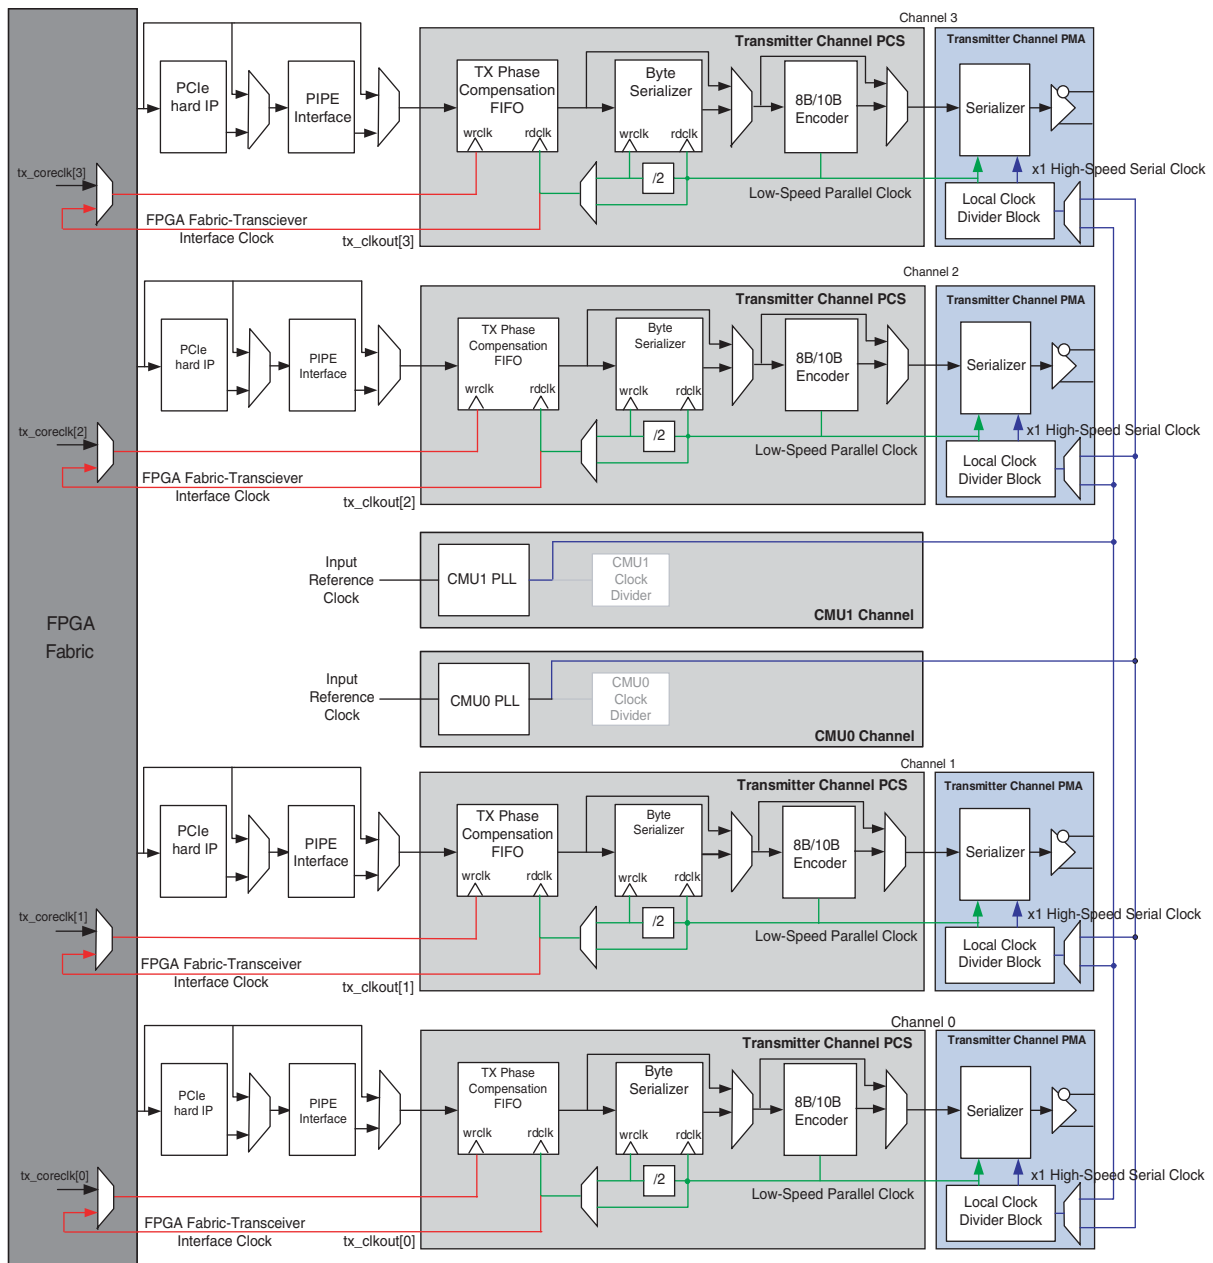 Channel 3
Transmitter Channel PCS
Transmitter Channel PMA
PCIe
hard IP
PIPE
Interface
TX Phase
Compensation
FIFO
wrclk
rdclk
Byte
Serializer
wrclk
rdclk
8B/10B
Encoder
Serializer
/2
tx_coreclk[3]
Low-Speed Parallel Clock
x1 High-Speed Serial Clock
Local Clock
Divider Block
FPGA Fabric-Transciever
Interface Clock
tx_clkout[3]
Channel 2
Transmitter Channel PCS
Transmitter Channel PMA
PCIe
hard IP
PIPE
Interface
TX Phase
Compensation
FIFO
wrclk
rdclk
Byte
Serializer
wrclk
rdclk
8B/10B
Encoder
Serializer
/2
tx_coreclk[2]
Low-Speed Parallel Clock
x1 High-Speed Serial Clock
Local Clock
Divider Block
FPGA Fabric-Transciever
Interface Clock
tx_clkout[2]
Input
Reference
Clock
CMU1 PLL
CMU1
Clock
Divider
CMU1 Channel
FPGA
Fabric
Input
Reference
Clock
CMU0 PLL
CMU0
Clock
Divider
CMU0 Channel
Channel 1
Transmitter Channel PCS
Transmitter Channel PMA
PCIe
hard IP
PIPE
Interface
TX Phase
Compensation
FIFO
wrclk
rdclk
Byte
Serializer
wrclk
rdclk
8B/10B
Encoder
Serializer
/2
tx_coreclk[1]
Low-Speed Parallel Clock
x1 High-Speed Serial Clock
Local Clock
Divider Block
FPGA Fabric-Transceiver
Interface Clock
tx_clkout[1]
Channel 0
Transmitter Channel PCS
Transmitter Channel PMA
PCIe
hard IP
PIPE
Interface
TX Phase
Compensation
FIFO
wrclk
rdclk
Byte
Serializer
wrclk
rdclk
8B/10B
Encoder
Serializer
/2
tx_coreclk[0]
Low-Speed Parallel Clock
x1 High-Speed Serial Clock
Local Clock
Divider Block
FPGA Fabric-Transceiver
Interface Clock
tx_clkout[0]